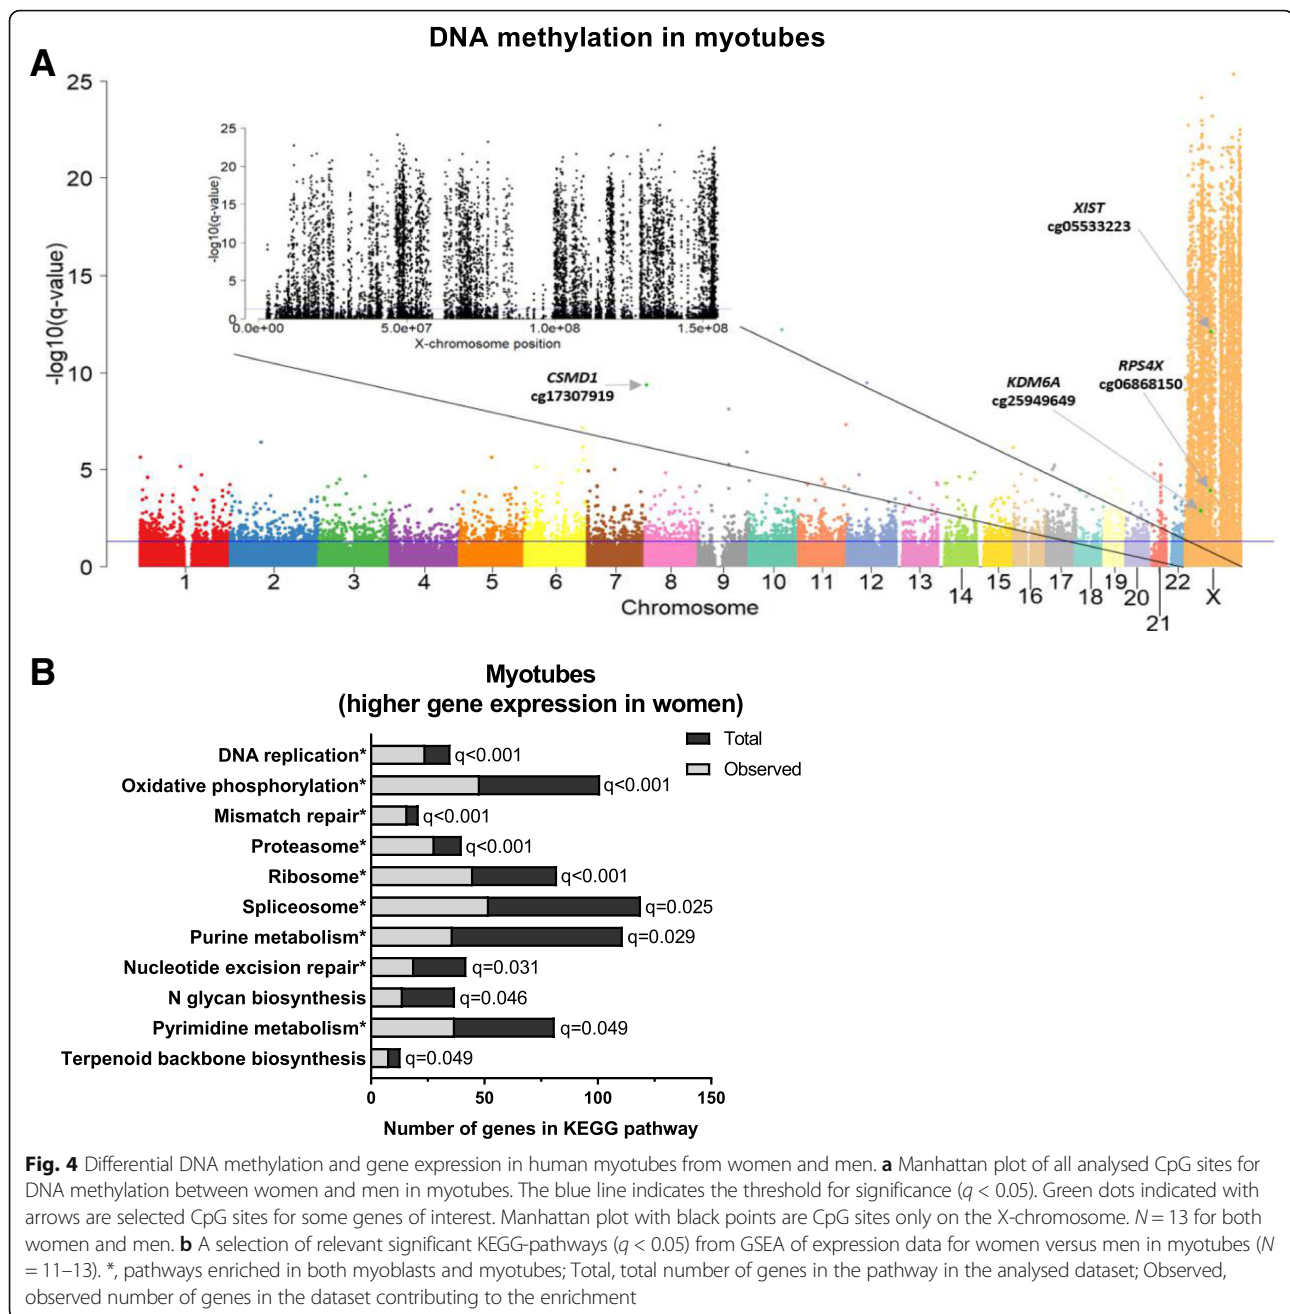 DNA methylation in myotubes
A
25
20
15
10
5
0
-log10(q-value)
25
20
15
10
5
0
-log10(q-value)
0.0e+00 5.0e+07 1.0e+08 1.5e+08
X-chromosome position
XIST
cg05533223
CSMD1
cg17307919
KDM6A
cg25949649
RPS4X
cg06868150
1 2 3 4 5 6 7 8 9 10 11 12 13 14 15 16 17 18 19 20 21 22 X
Chromosome
B
Myotubes
(higher gene expression in women)
Total
Observed
DNA replication* q<0.001
Oxidative phosphorylation* q<0.001
Mismatch repair* q<0.001
Proteasome* q<0.001
Ribosome* q<0.001
Spliceosome* q=0.025
Purine metabolism* q=0.029
Nucleotide excision repair* q=0.031
N glycan biosynthesis q=0.046
Pyrimidine metabolism* q=0.049
Terpenoid backbone biosynthesis q=0.049
0 50 100 150
Number of genes in KEGG pathway
Fig. 4 Differential DNA methylation and gene expression in human myotubes from women and men. a Manhattan plot of all analysed CpG sites for
DNA methylation between women and men in myotubes. The blue line indicates the threshold for significance (q < 0.05). Green dots indicated with
arrows are selected CpG sites for some genes of interest. Manhattan plot with black points are CpG sites only on the X-chromosome. N = 13 for both
women and men. b A selection of relevant significant KEGG-pathways (q < 0.05) from GSEA of expression data for women versus men in myotubes (N
= 11–13). *, pathways enriched in both myoblasts and myotubes; Total, total number of genes in the pathway in the analysed dataset; Observed,
observed number of genes in the dataset contributing to the enrichment